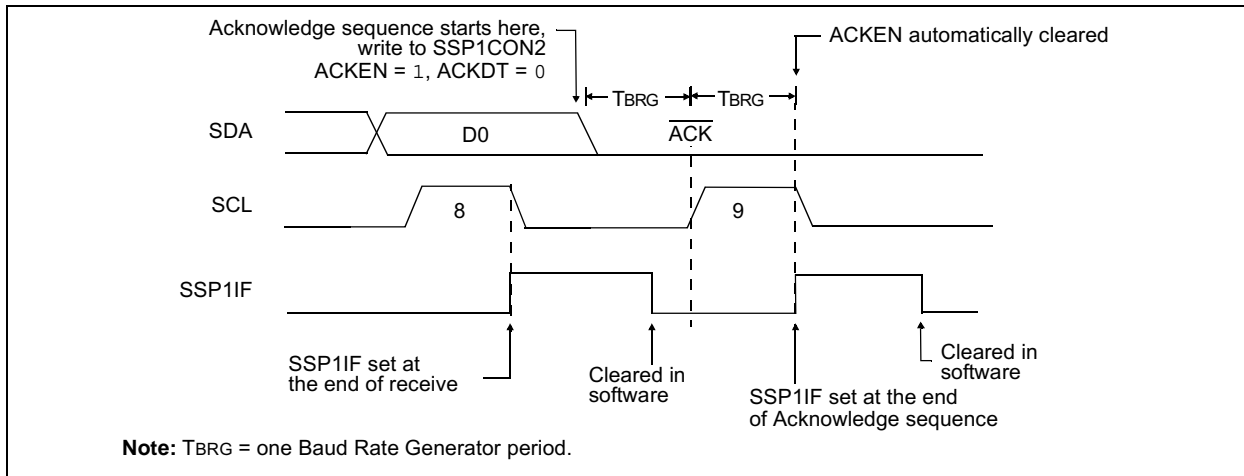 Acknowledge sequence starts here,
write to SSP1CON2
ACKEN = 1, ACKDT = 0
ACKEN automatically cleared
TBRG
TBRG
SDA
D0
ACK
SCL
8
9
SSP1IF
SSP1IF set at
the end of receive
Cleared in
software
SSP1IF set at the end
of Acknowledge sequence
Cleared in
software
Note: TBRG = one Baud Rate Generator period.